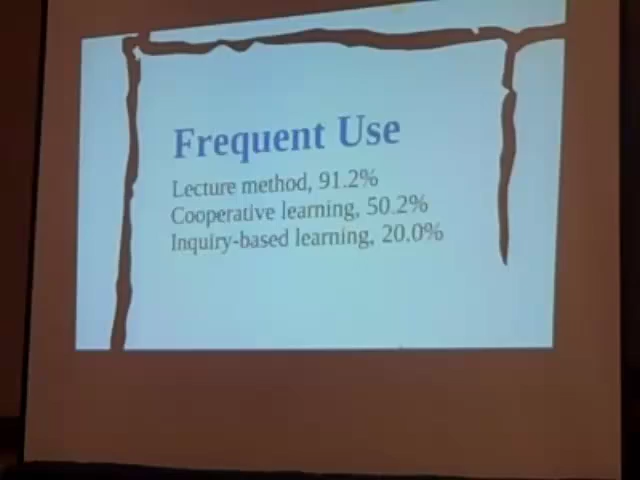 Frequent Use
Lecture method, 91.2%
Cooperative learning, 50.2%
Inquiry-based learning, 20.0%